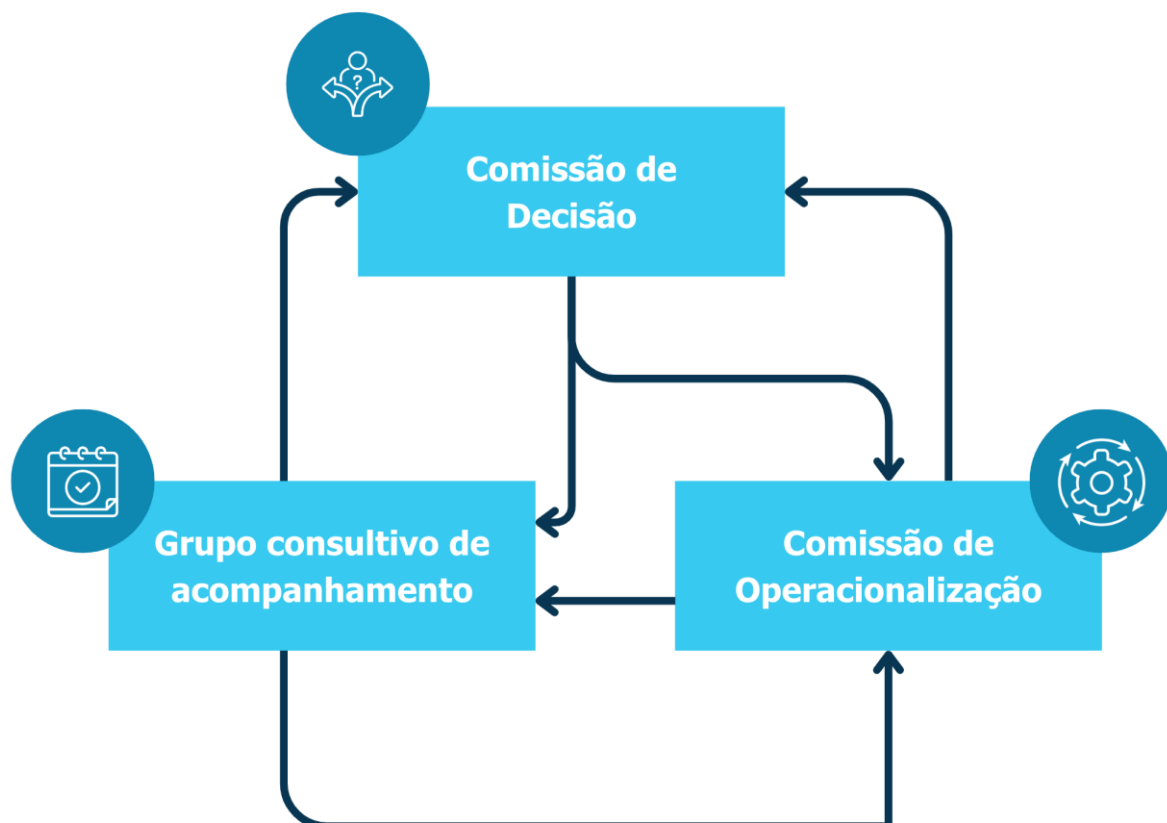 ?
Comissão de
Decisão
Grupo consultivo de
acompanhamento
Comissão de
Operacionalização